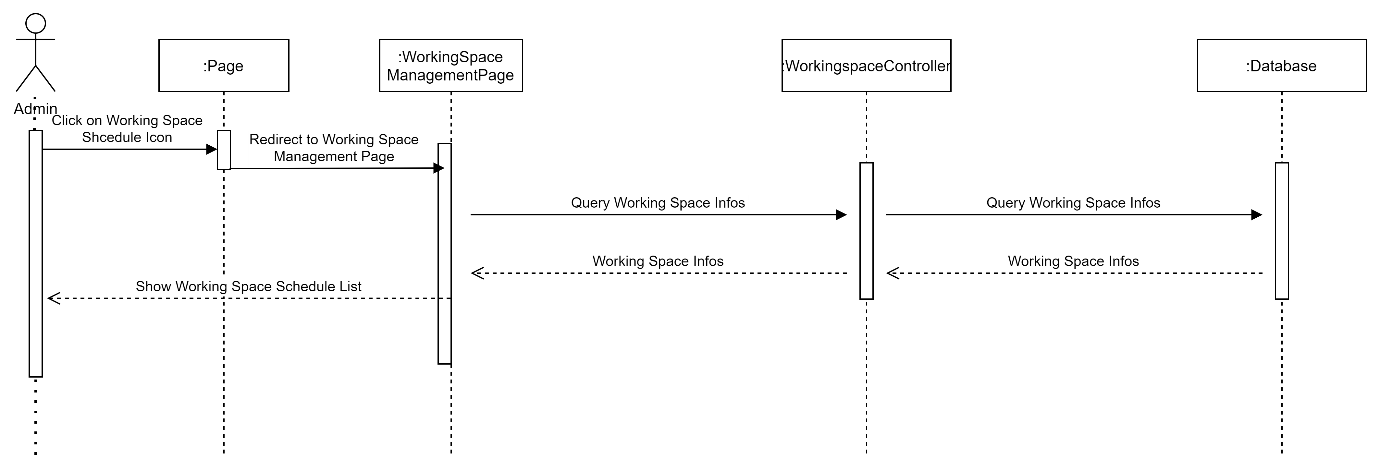 :Page
:WorkingSpace
ManagementPage
:WorkingspaceController
:Database
Admin
Click on Working Space
Shcedule Icon
Redirect to Working Space
Management Page
Query Working Space Infos
Query Working Space Infos
Working Space Infos
Working Space Infos
Show Working Space Schedule List